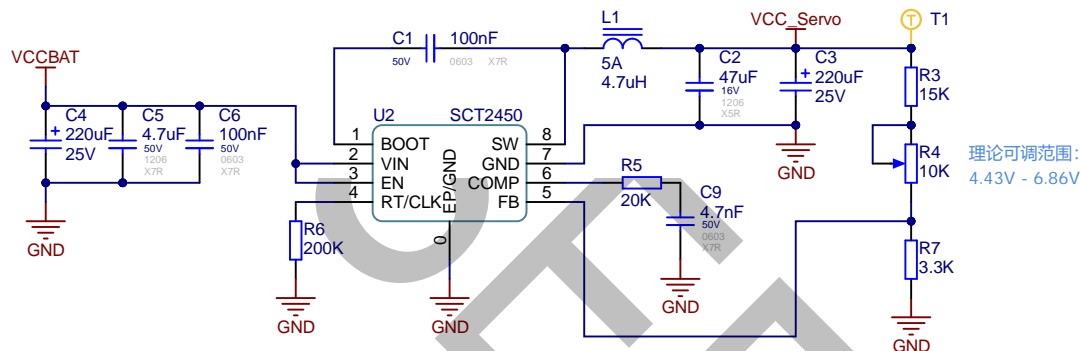 VCCBAT
C4
220uF
25V
C5
4.7uF
50V
1206
X7R
C6
100nF
50V
0603
X7R
C1
100nF
50V
0603
X7R
U2
SCT2450
1
BOOT
2
VIN
3
EN
4
RT/CLK
EP/GND
0
SW
8
GND
7
COMP
6
FB
5
R6
200K
GND
GND
GND
L1
5A
4.7uH
VCC_Servo
T
T1
C2
47uF
16V
1206
X5R
C3
220uF
25V
GND
R5
20K
C9
4.7nF
50V
0603
X7R
GND
R3
15K
R4
10K
理论可调范围:
4.43V - 6.86V
R7
3.3K
GND